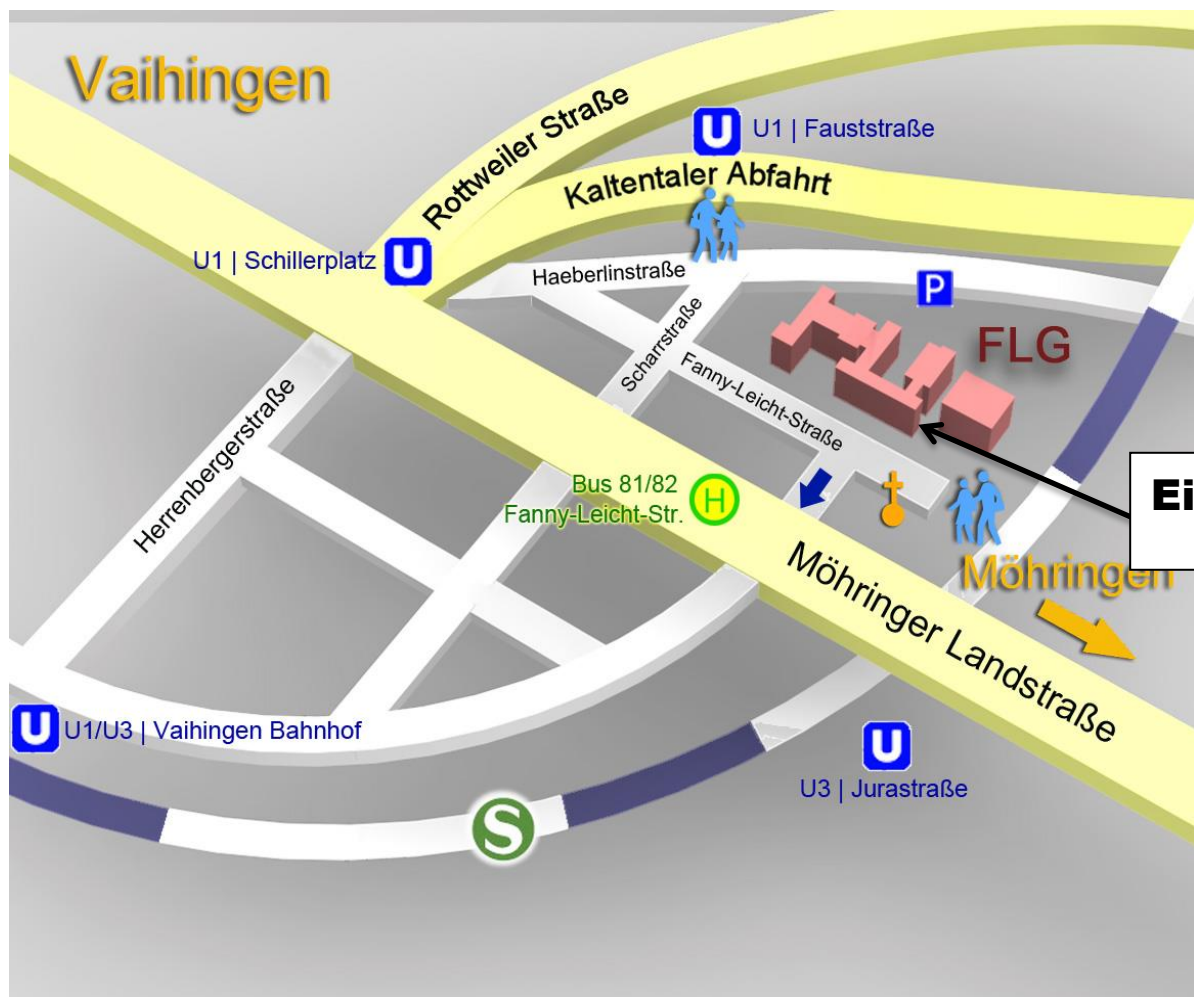 Vaihingen
Rottweiler Straße
U
U1 | Fauststraße
Kaltentaler Abfahrt
U1 | Schillerplatz
U
Haeberlinstraße
P
Scharrstraße
FLG
Fanny-Leicht-Straße
Herrenbergerstraße
Bus 81/82
Fanny-Leicht-Str.
H
Ei
Möhringen
Möhringer Landstraße
U
U1/U3 | Vaihingen Bahnhof
U
U3 | Jurastraße
S